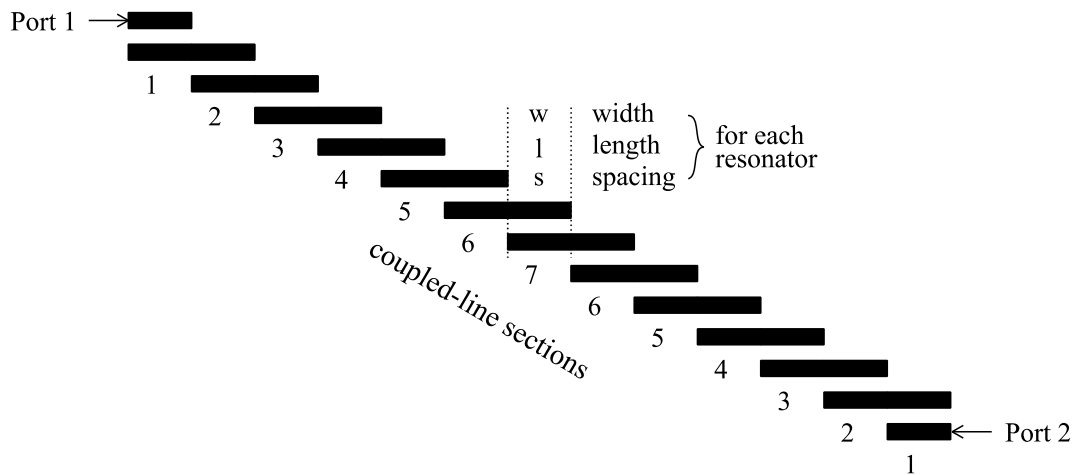 Port 1
1
2
3
4
5
6
7
6
5
4
3
2
1
w width
l length
s spacing
for each
resonator
coupled-line sections
Port 2